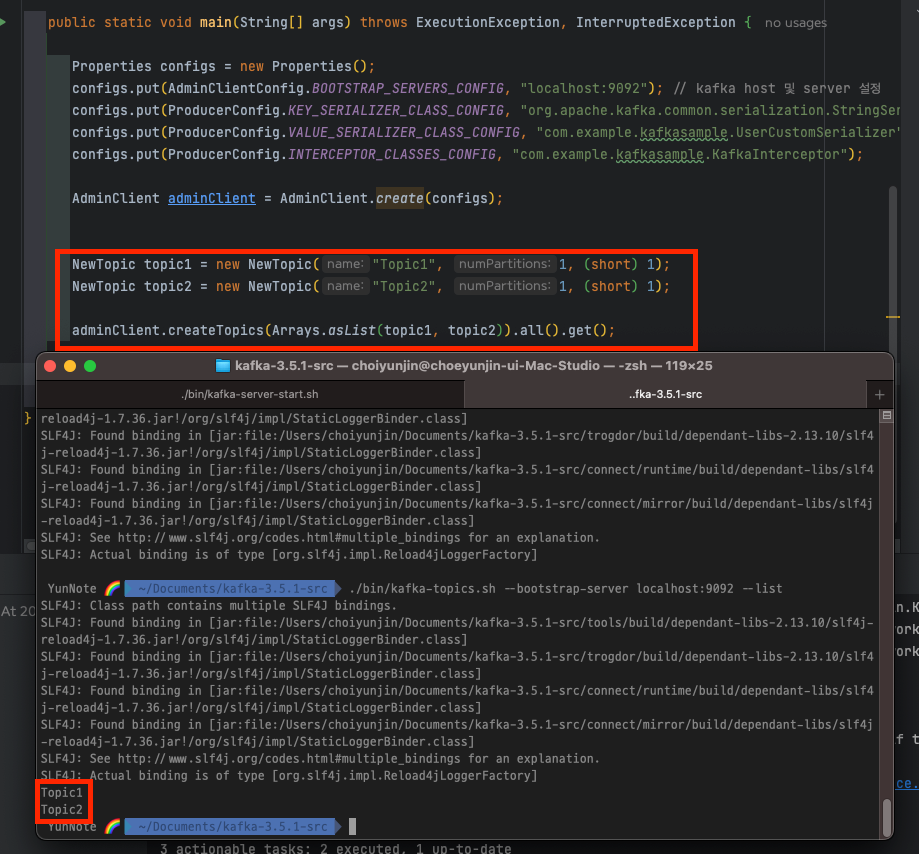 public static void main(String[] args) throws ExecutionException, InterruptedException { no usages
Properties configs = new Properties();
configs.put(AdminClientConfig.BOOTSTRAP_SERVERS_CONFIG, "localhost:9092"); // kafka host 및 server 설정
configs.put(ProducerConfig.KEY_SERIALIZER_CLASS_CONFIG, "org.apache.kafka.common.serialization.StringSer
configs.put(ProducerConfig.VALUE_SERIALIZER_CLASS_CONFIG, "com.example.kafkasample.UserCustomSerializer"
configs.put(ProducerConfig.INTERCEPTOR_CLASSES_CONFIG, "com.example.kafkasample.KafkaInterceptor");
AdminClient adminClient = AdminClient.create(configs);
NewTopic topic1 = new NewTopic( name: "Topic1", numPartitions: 1, (short) 1);
NewTopic topic2 = new NewTopic( name: "Topic2", numPartitions: 1, (short) 1);
adminClient.createTopics(Arrays.asList(topic1, topic2)).all().get();
kafka-3.5.1-src — choiyunjin@choeyunjin-ui-Mac-Studio — -zsh — 119×25
./bin/kafka-server-start.sh
..fka-3.5.1-src +
}
reload4j-1.7.36.jar!/org/slf4j/impl/StaticLoggerBinder.class]
SLF4J: Found binding in [jar:file:/Users/choiyunjin/Documents/kafka-3.5.1-src/trogdor/build/dependant-libs-2.13.10/slf4
j-reload4j-1.7.36.jar!/org/slf4j/impl/StaticLoggerBinder.class]
SLF4J: Found binding in [jar:file:/Users/choiyunjin/Documents/kafka-3.5.1-src/connect/runtime/build/dependant-libs/slf4
j-reload4j-1.7.36.jar!/org/slf4j/impl/StaticLoggerBinder.class]
SLF4J: Found binding in [jar:file:/Users/choiyunjin/Documents/kafka-3.5.1-src/connect/mirror/build/dependant-libs/slf4j
-reload4j-1.7.36.jar!/org/slf4j/impl/StaticLoggerBinder.class]
SLF4J: See http://www.slf4j.org/codes.html#multiple_bindings for an explanation.
SLF4J: Actual binding is of type [org.slf4j.impl.Reload4jLoggerFactory]
YunNote 🌈 ~/Documents/kafka-3.5.1-src ./bin/kafka-topics.sh --bootstrap-server localhost:9092 --list
SLF4J: Class path contains multiple SLF4J bindings.
SLF4J: Found binding in [jar:file:/Users/choiyunjin/Documents/kafka-3.5.1-src/tools/build/dependant-libs-2.13.10/slf4j-
reload4j-1.7.36.jar!/org/slf4j/impl/StaticLoggerBinder.class]
SLF4J: Found binding in [jar:file:/Users/choiyunjin/Documents/kafka-3.5.1-src/trogdor/build/dependant-libs-2.13.10/slf4
j-reload4j-1.7.36.jar!/org/slf4j/impl/StaticLoggerBinder.class]
SLF4J: Found binding in [jar:file:/Users/choiyunjin/Documents/kafka-3.5.1-src/connect/runtime/build/dependant-libs/slf4
j-reload4j-1.7.36.jar!/org/slf4j/impl/StaticLoggerBinder.class]
SLF4J: Found binding in [jar:file:/Users/choiyunjin/Documents/kafka-3.5.1-src/connect/mirror/build/dependant-libs/slf4j
-reload4j-1.7.36.jar!/org/slf4j/impl/StaticLoggerBinder.class]
SLF4J: See http://www.slf4j.org/codes.html#multiple_bindings for an explanation.
SLF4J: Actual binding is of type [org.slf4j.impl.Reload4jLoggerFactory]
Topic1
Topic2
YunNote 🌈 ~/Documents/kafka-3.5.1-src
At 20
3 actionable tasks: 2 executed, 1 up-to-date